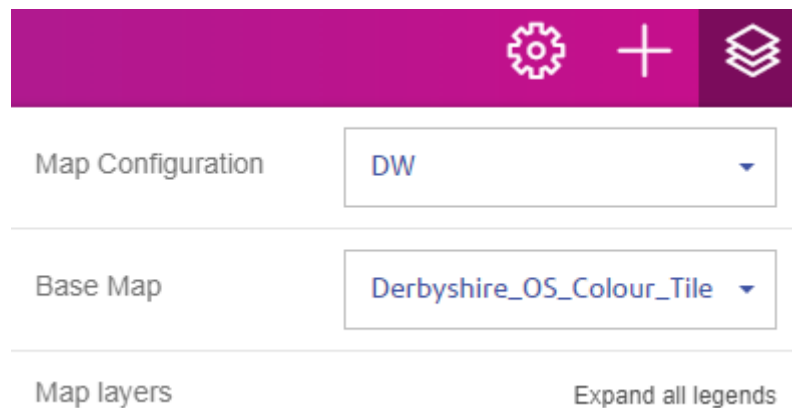 Map Configuration DW
Base Map Derbyshire_OS_Colour_Tile
Map layers Expand all legends